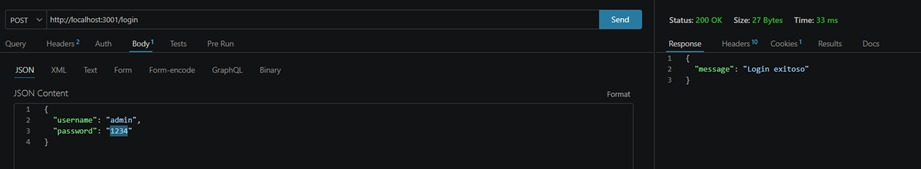 POST http://localhost:3001/login Send
Query Headers 2 Auth Body 1 Tests Pre Run
JSON XML Text Form Form-encode GraphQL Binary
JSON Content Format
1 {
2 "username": "admin",
3 "password": "1234"
4 }
Status: 200 OK Size: 27 Bytes Time: 33 ms
Response Headers 10 Cookies 1 Results Docs
1 {
2 "message": "Login exitoso"
3 }